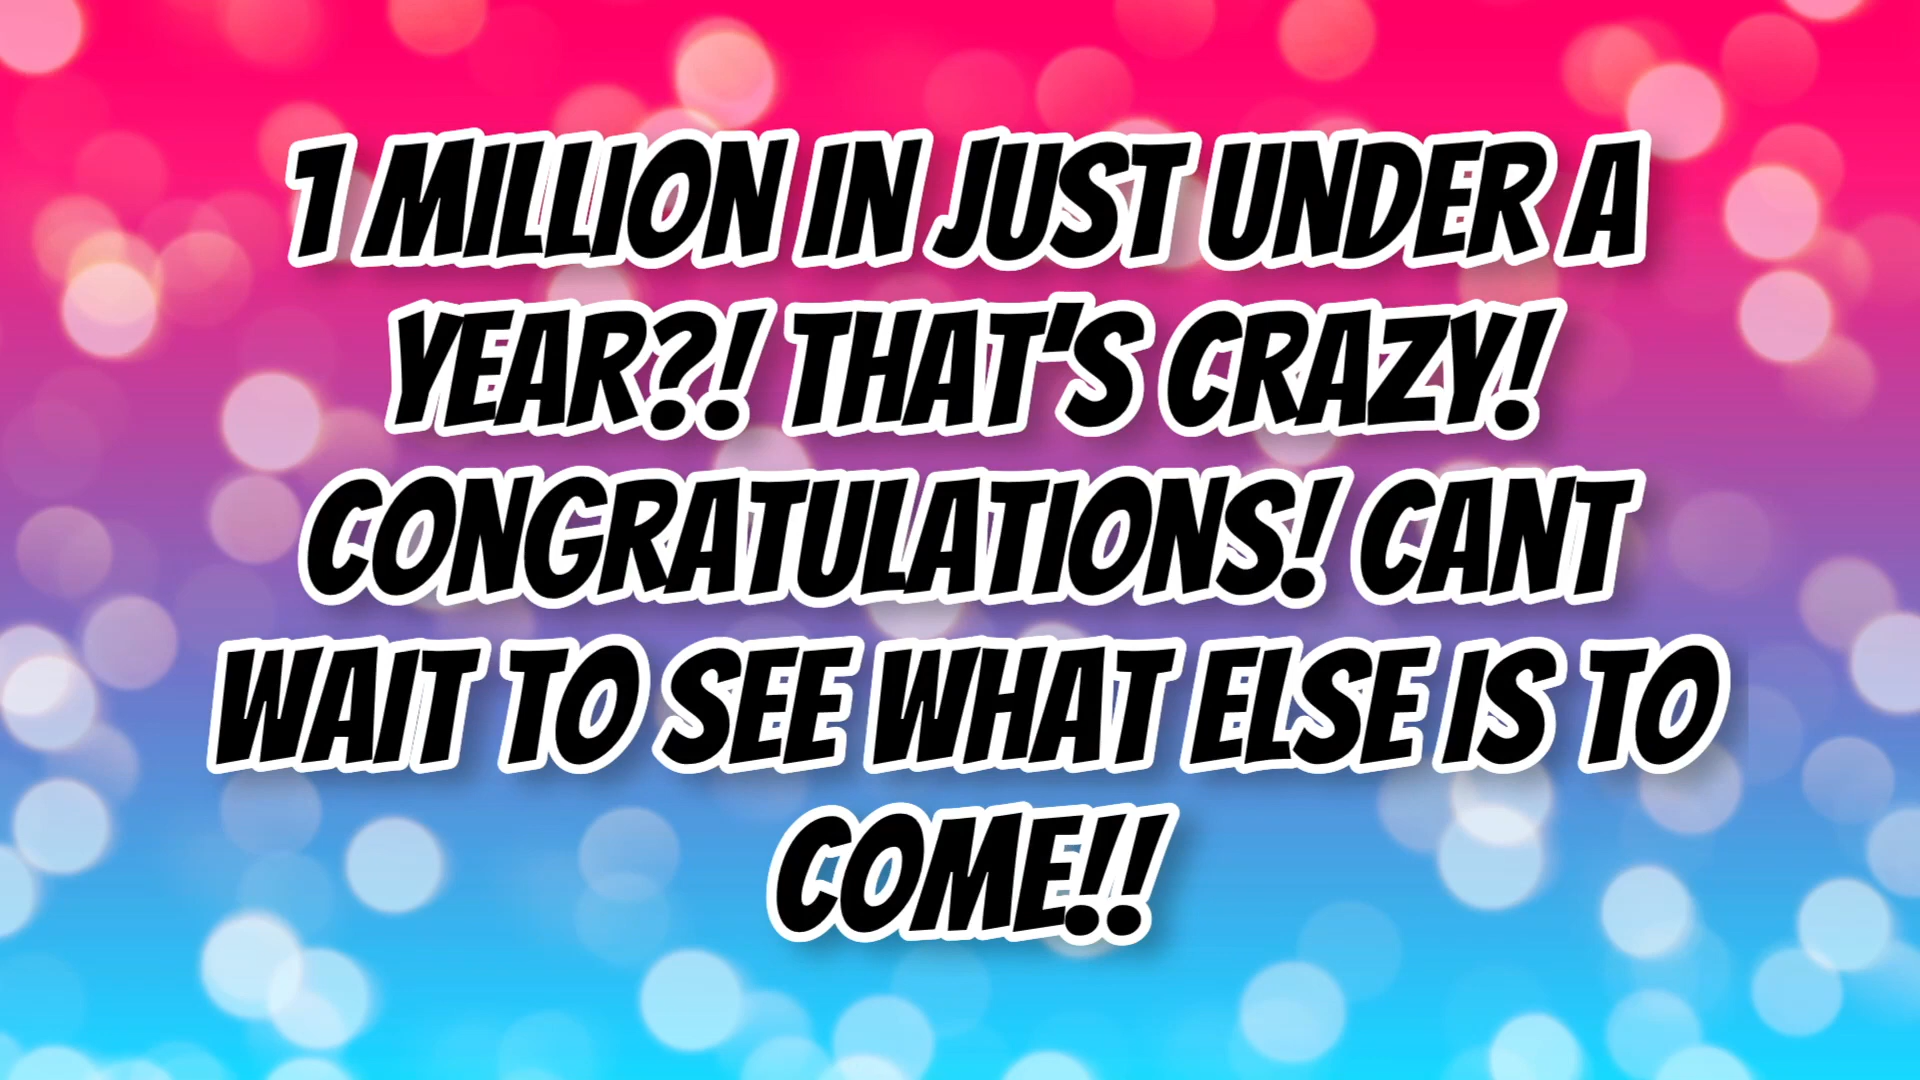 1 MILLION IN JUST UNDER A
YEAR?! THAT'S CRAZY!
CONGRATULATIONS! CANT
WAIT TO SEE WHAT ELSE IS TO
COME!!